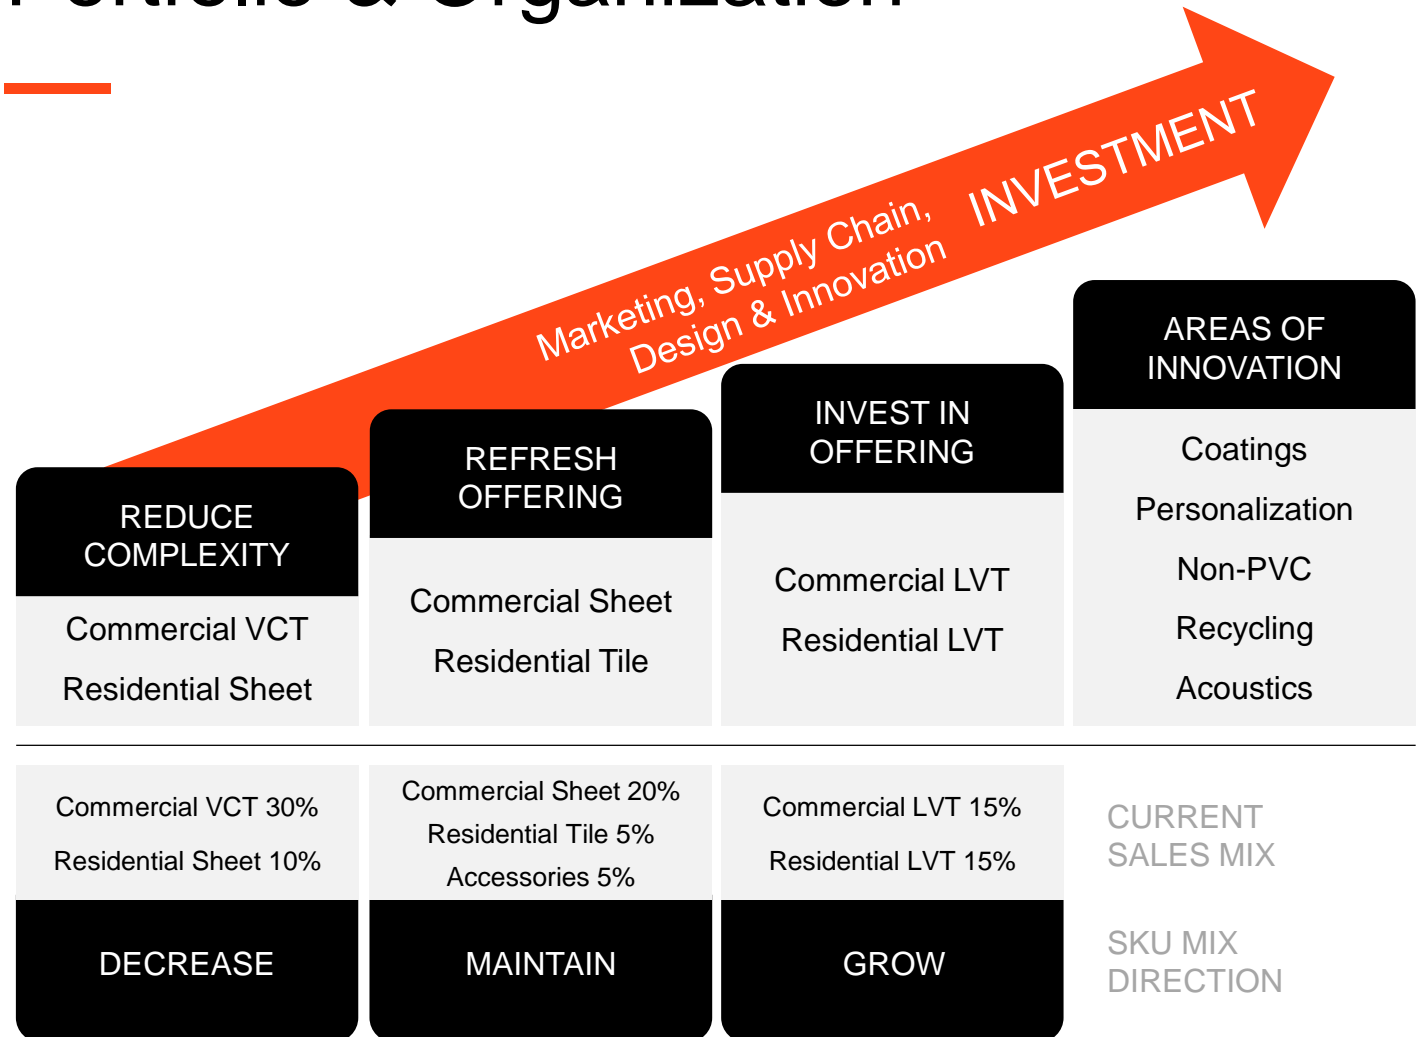 Portfolio & Organization
INVESTMENT
Marketing, Supply Chain,
Design & Innovation
REDUCE
COMPLEXITY
Commercial VCT
Residential Sheet
REFRESH
OFFERING
Commercial Sheet
Residential Tile
INVEST IN
OFFERING
Commercial LVT
Residential LVT
AREAS OF
INNOVATION
Coatings
Personalization
Non-PVC
Recycling
Acoustics
Commercial VCT 30%
Residential Sheet 10%
Commercial Sheet 20%
Residential Tile 5%
Accessories 5%
Commercial LVT 15%
Residential LVT 15%
CURRENT
SALES MIX
DECREASE
MAINTAIN
GROW
SKU MIX
DIRECTION